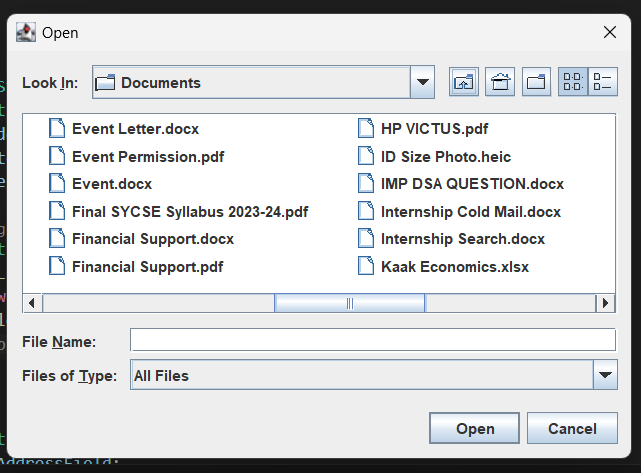 Open
Look In: Documents
Event Letter.docx
Event Permission.pdf
Event.docx
Final SYCSE Syllabus 2023-24.pdf
Financial Support.docx
Financial Support.pdf
HP VICTUS.pdf
ID Size Photo.heic
IMP DSA QUESTION.docx
Internship Cold Mail.docx
Internship Search.docx
Kaak Economics.xlsx
File Name:
Files of Type: All Files
Open Cancel
AddressField;